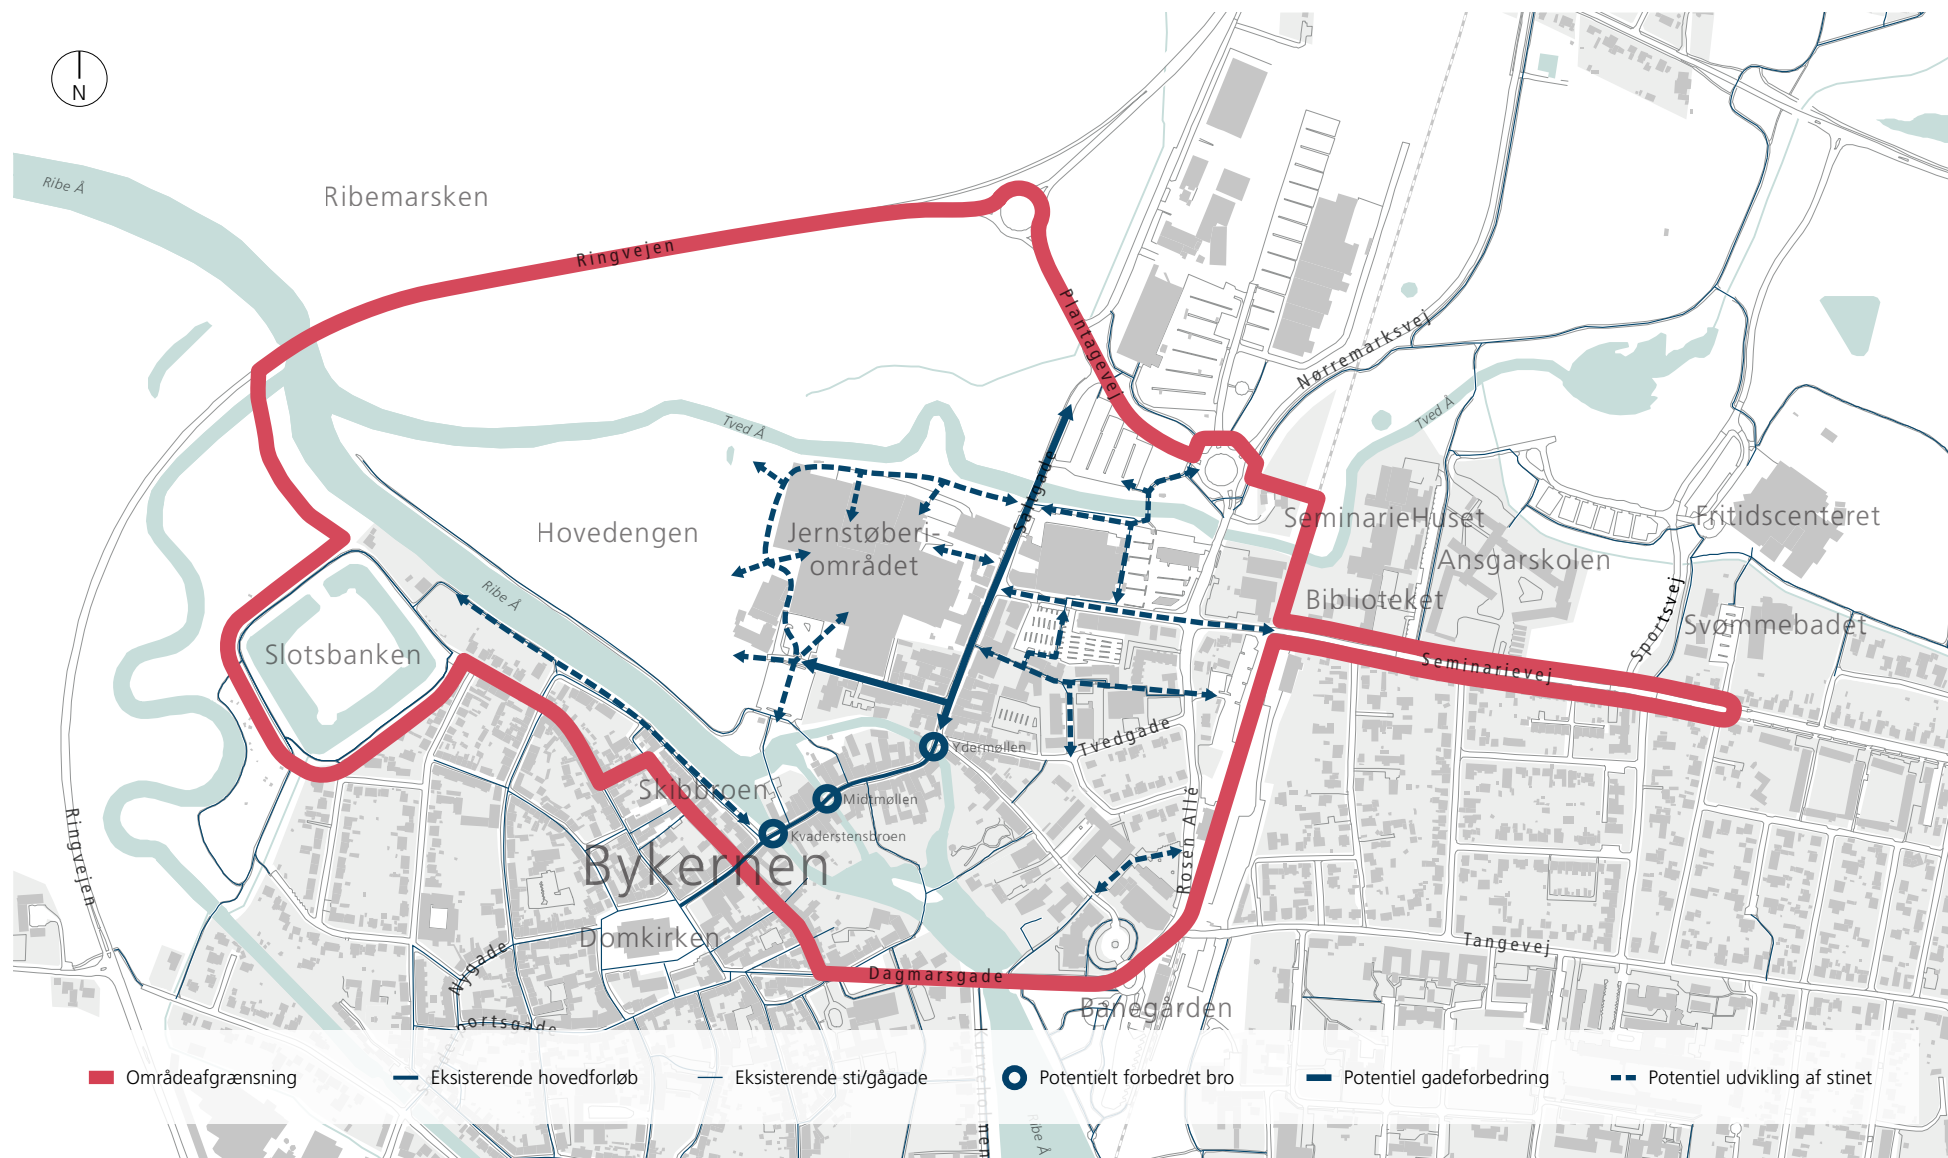 N
Ribe Å
Ribemarsken
Ringvejen
Plantagevej
Nørremarksvej
Tved Å
Tved Å
Saltgade
Hovedengen
Jernstøberi-
området
SeminarieHuset
Fritidscenteret
Ansgarskolen
Biblioteket
Sportsvej
Svømmebadet
Ribe Å
Slotsbanken
Seminarievej
Tvedgade
Ydermøllen
Skibbroen
Midtmøllen
Kvaderstensbroen
Bykernen
Rosen Allé
Ringvejen
Domkirken
Nygade
Dagmarsgade
Tangevej
Banegården
Områdeafgrænsning
Eksisterende hovedforløb
Eksisterende sti/gågade
Potentielt forbedret bro
Potentiel gadeforbedring
Potentiel udvikling af stinet
Ribe Å